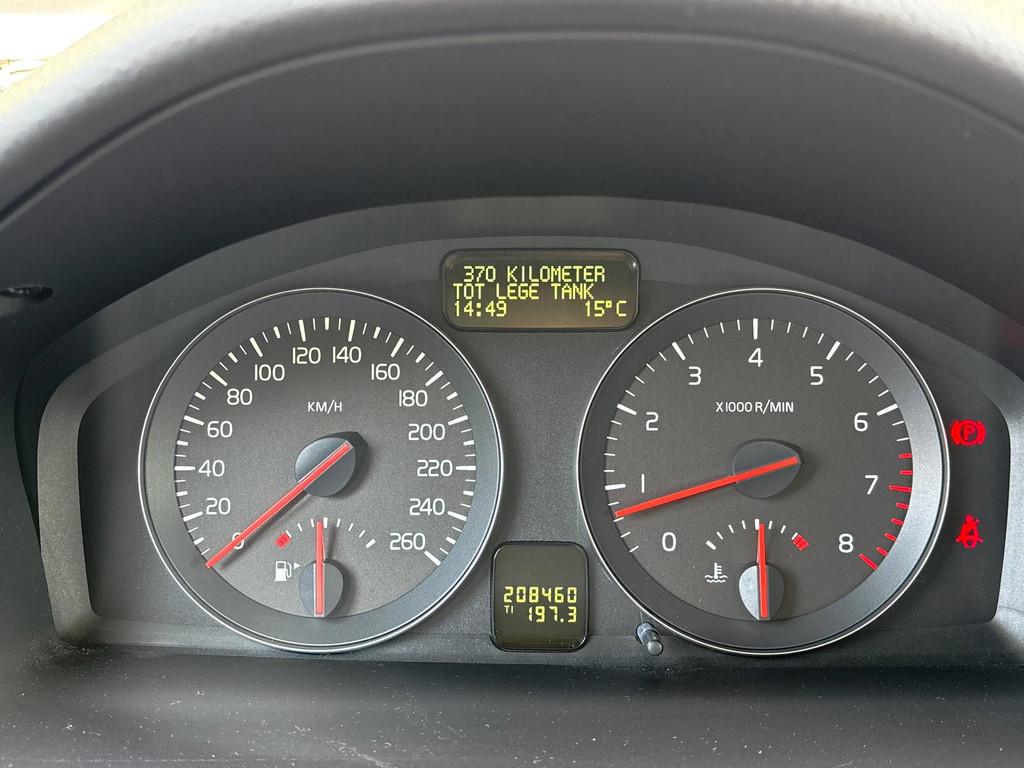 370 KILOMETER
TOT LEGE TANK
14:49 15°C
0 20 40 60 80 100 120 140 160 180 200 220 240 260
KM/H
0 1 2 3 4 5 6 7 8
X1000 R/MIN
P
208460
T1 197.3